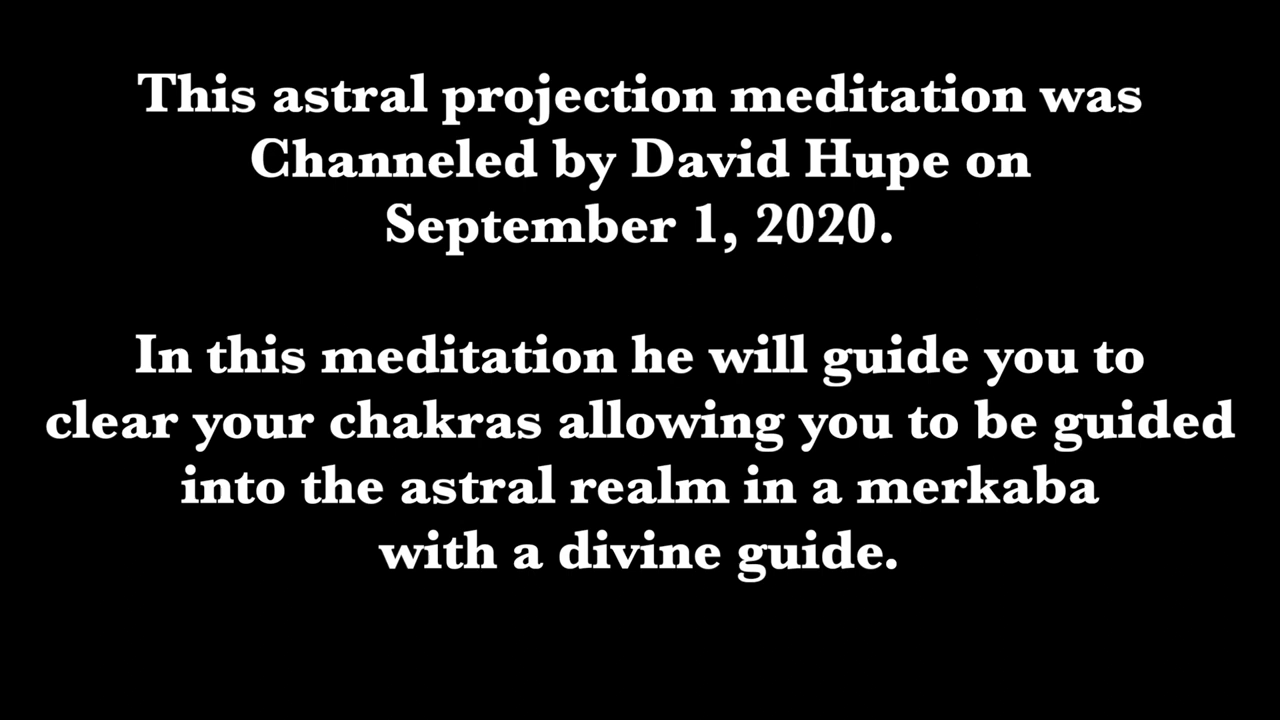 This astral projection meditation was
Channeled by David Hupe on
September 1, 2020.
In this meditation he will guide you to
clear your chakras allowing you to be guided
into the astral realm in a merkaba
with a divine guide.